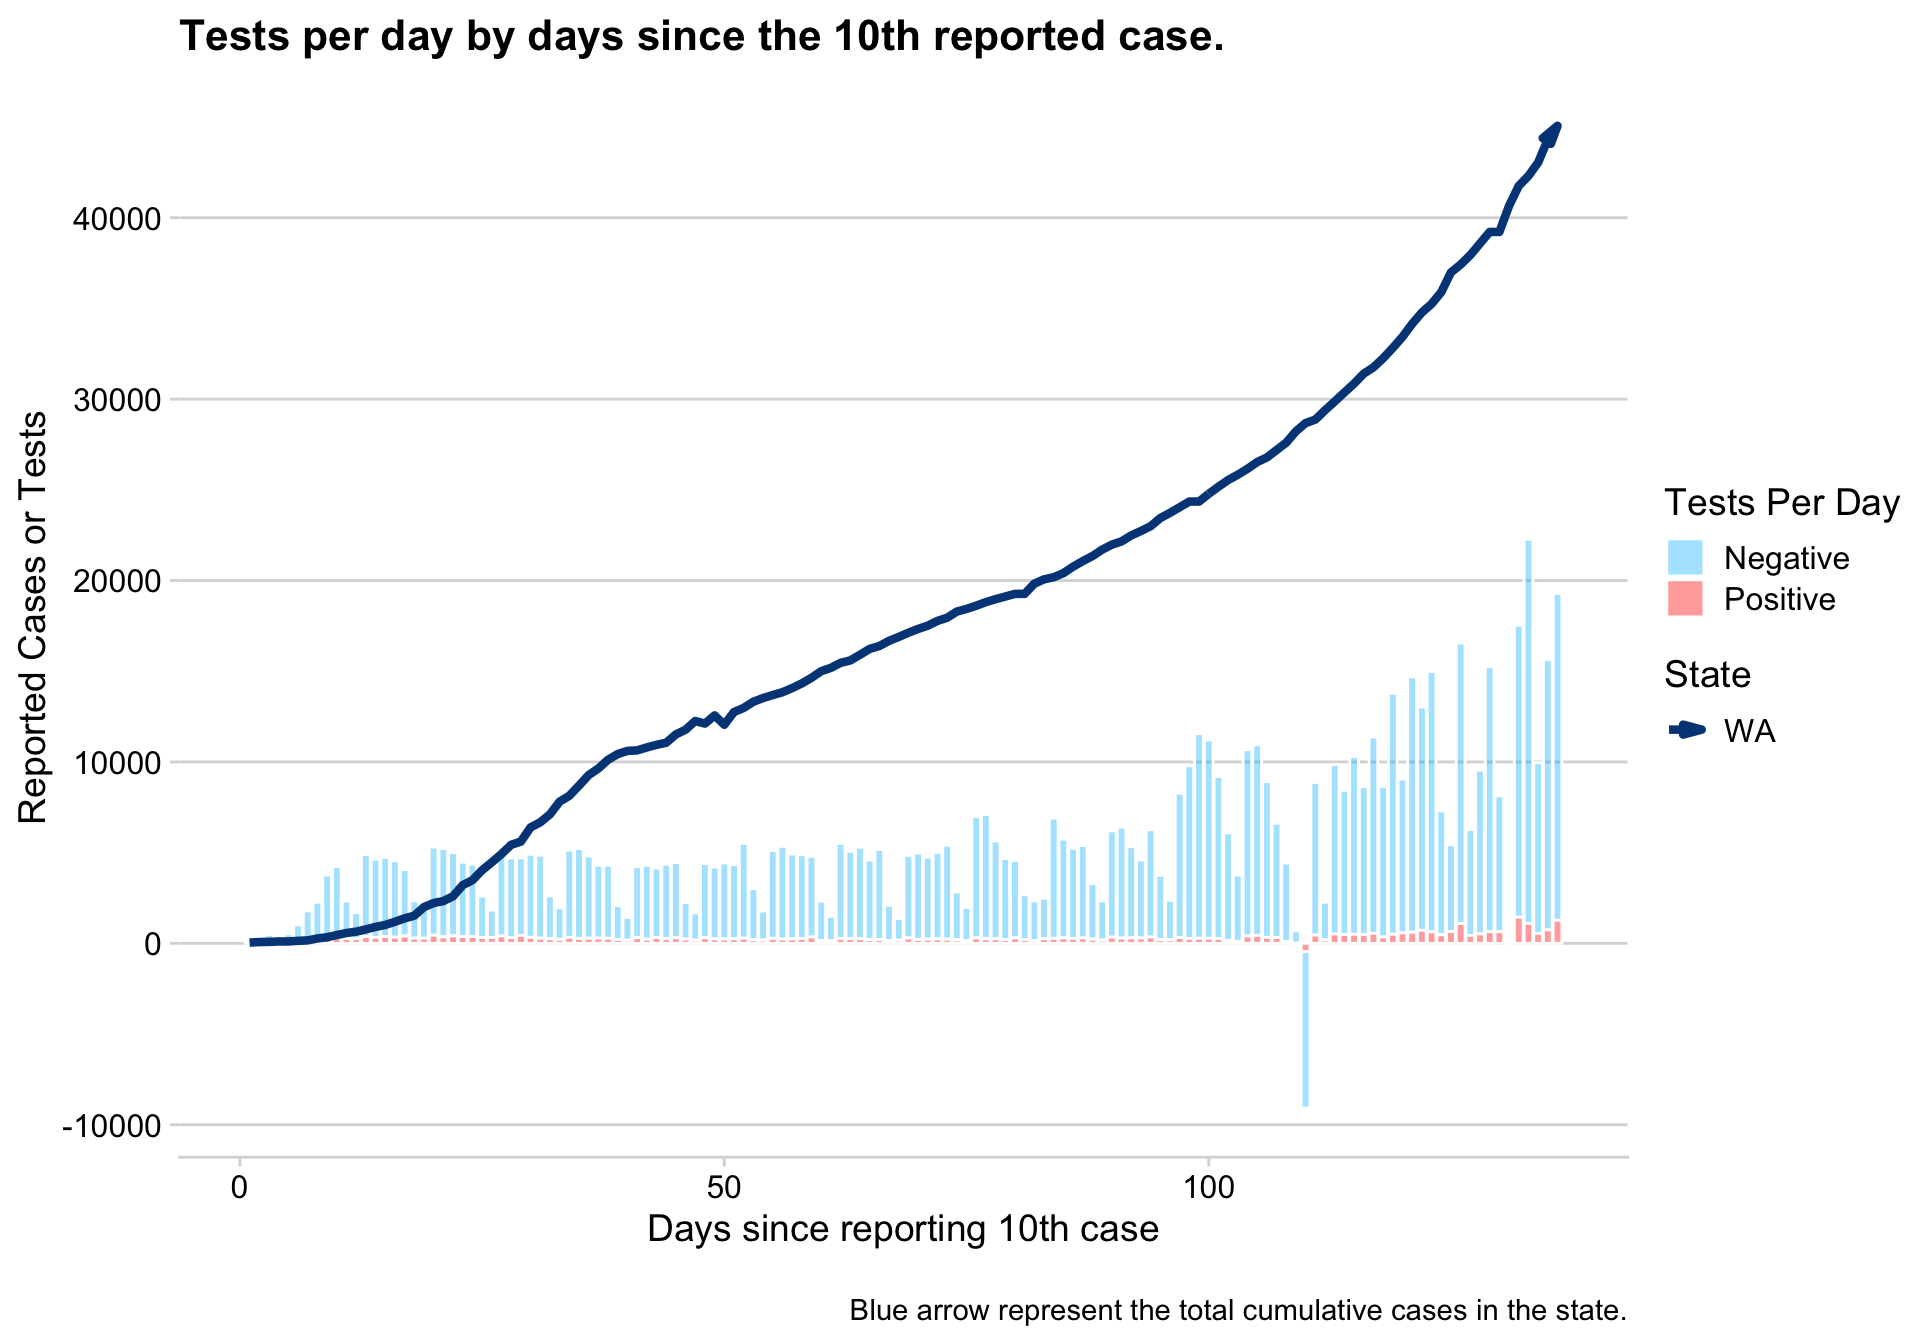 Tests per day by days since the 10th reported case.
40000
30000
20000
10000
0
-10000
Reported Cases or Tests
0
50
100
Days since reporting 10th case
Tests Per Day
Negative
Positive
State
WA
Blue arrow represent the total cumulative cases in the state.